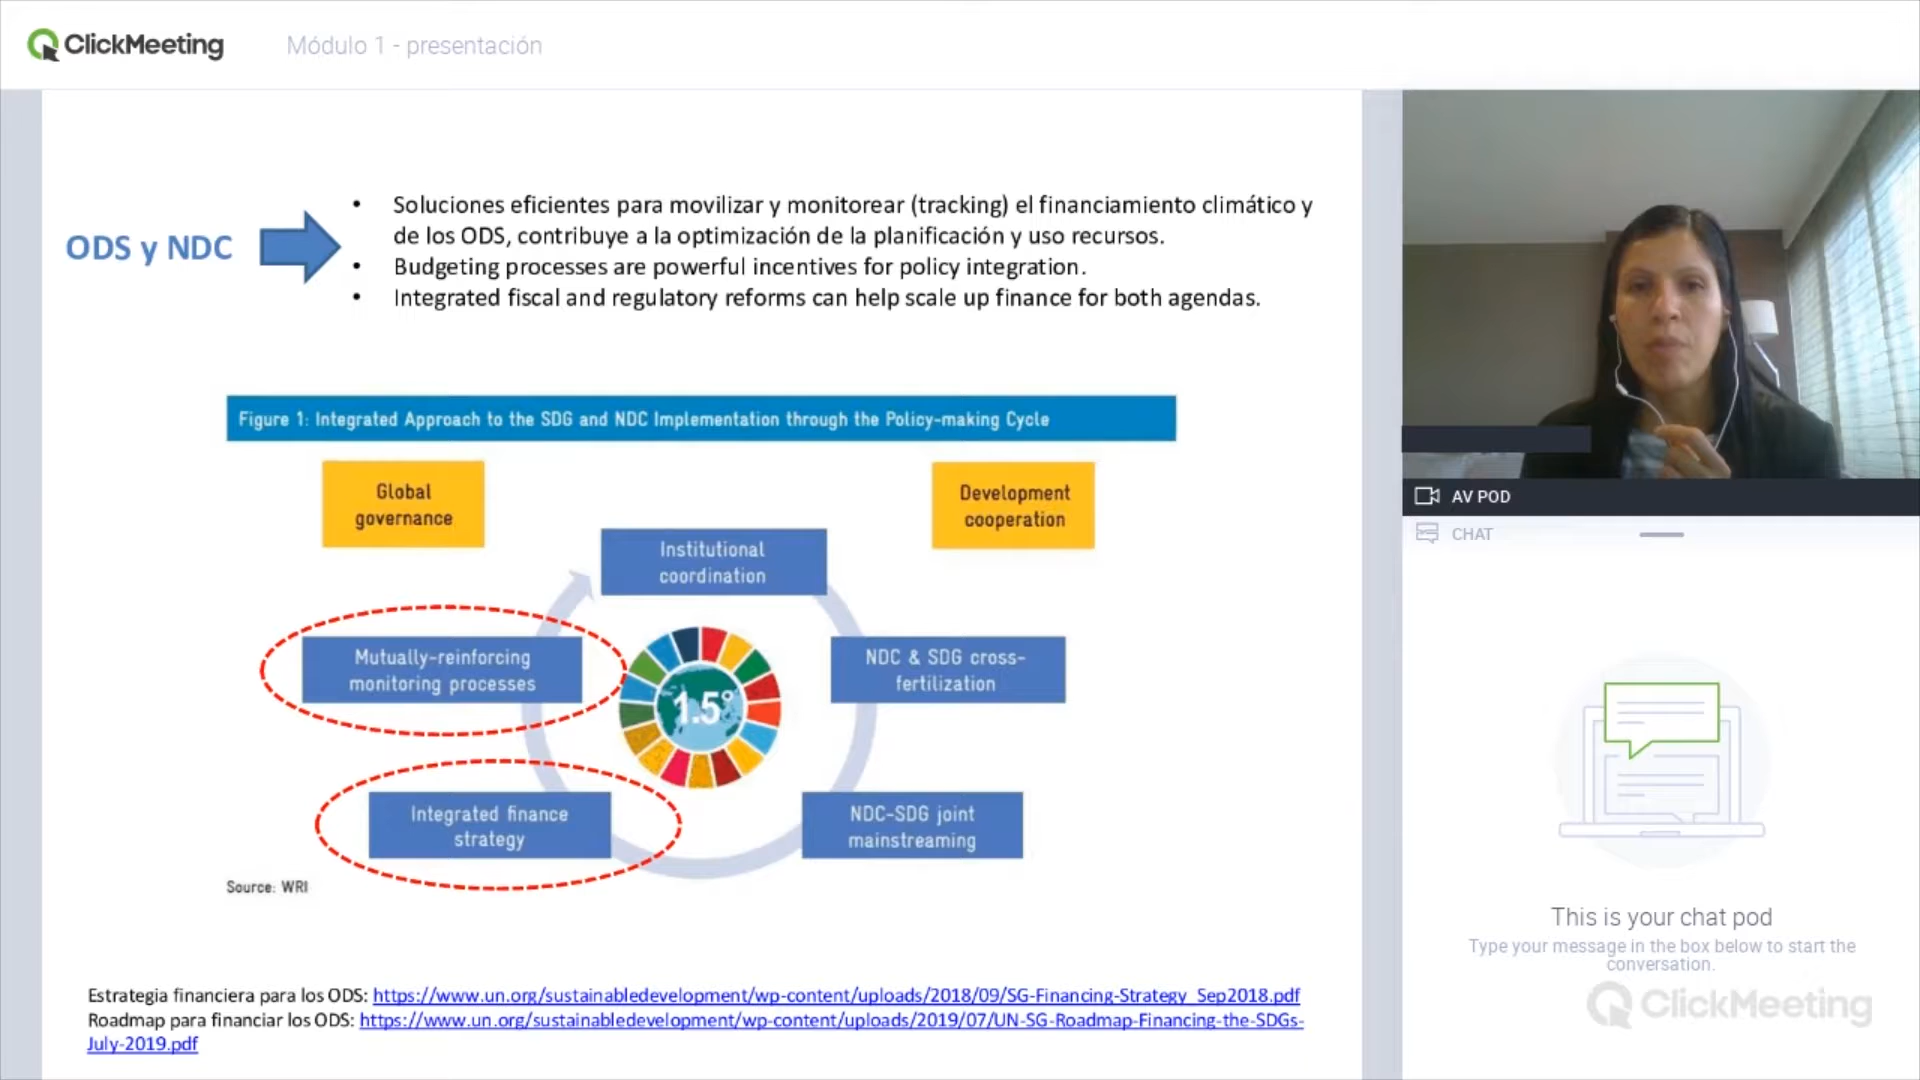 ClickMeeting
Módulo 1 - presentación
ODS y NDC
• Soluciones eficientes para movilizar y monitorear (tracking) el financiamiento climático y
de los ODS, contribuye a la optimización de la planificación y uso recursos.
• Budgeting processes are powerful incentives for policy integration.
• Integrated fiscal and regulatory reforms can help scale up finance for both agendas.
Figure 1: Integrated Approach to the SDG and NDC Implementation through the Policy-making Cycle
Global
governance
Development
cooperation
Institutional
coordination
Mutually-reinforcing
monitoring processes
NDC & SDG cross-
fertilization
1.5°
Integrated finance
strategy
NDC-SDG joint
mainstreaming
Source: WRI
Estrategia financiera para los ODS: https://www.un.org/sustainabledevelopment/wp-content/uploads/2018/09/SG-Financing-Strategy_Sep2018.pdf
Roadmap para financiar los ODS: https://www.un.org/sustainabledevelopment/wp-content/uploads/2019/07/UN-SG-Roadmap-Financing-the-SDGs-
July-2019.pdf
AV POD
CHAT
This is your chat pod
Type your message in the box below to start the
conversation.
ClickMeeting